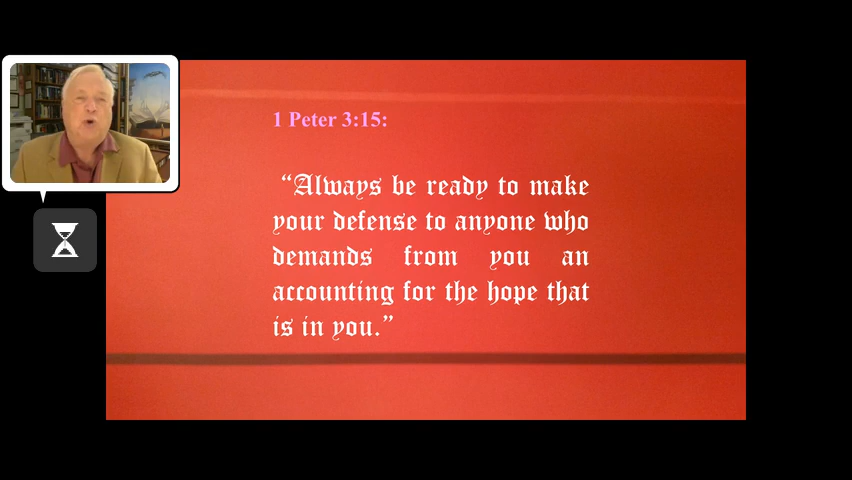 1 Peter 3:15:
“Always be ready to make
your defense to anyone who
demands from you an
accounting for the hope that
is in you.”